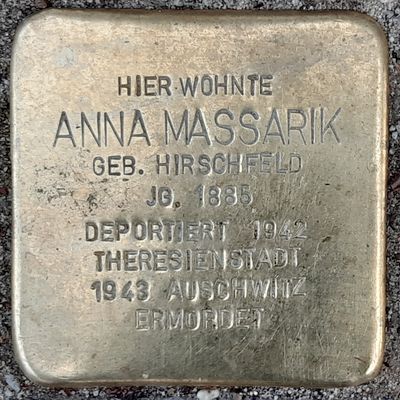 HIER WOHNTE
ANNA MASSARIK
GEB. HIRSCHFELD
JG. 1885
DEPORTIERT 1942
THERESIENSTADT
1943 AUSCHWITZ
ERMORDET